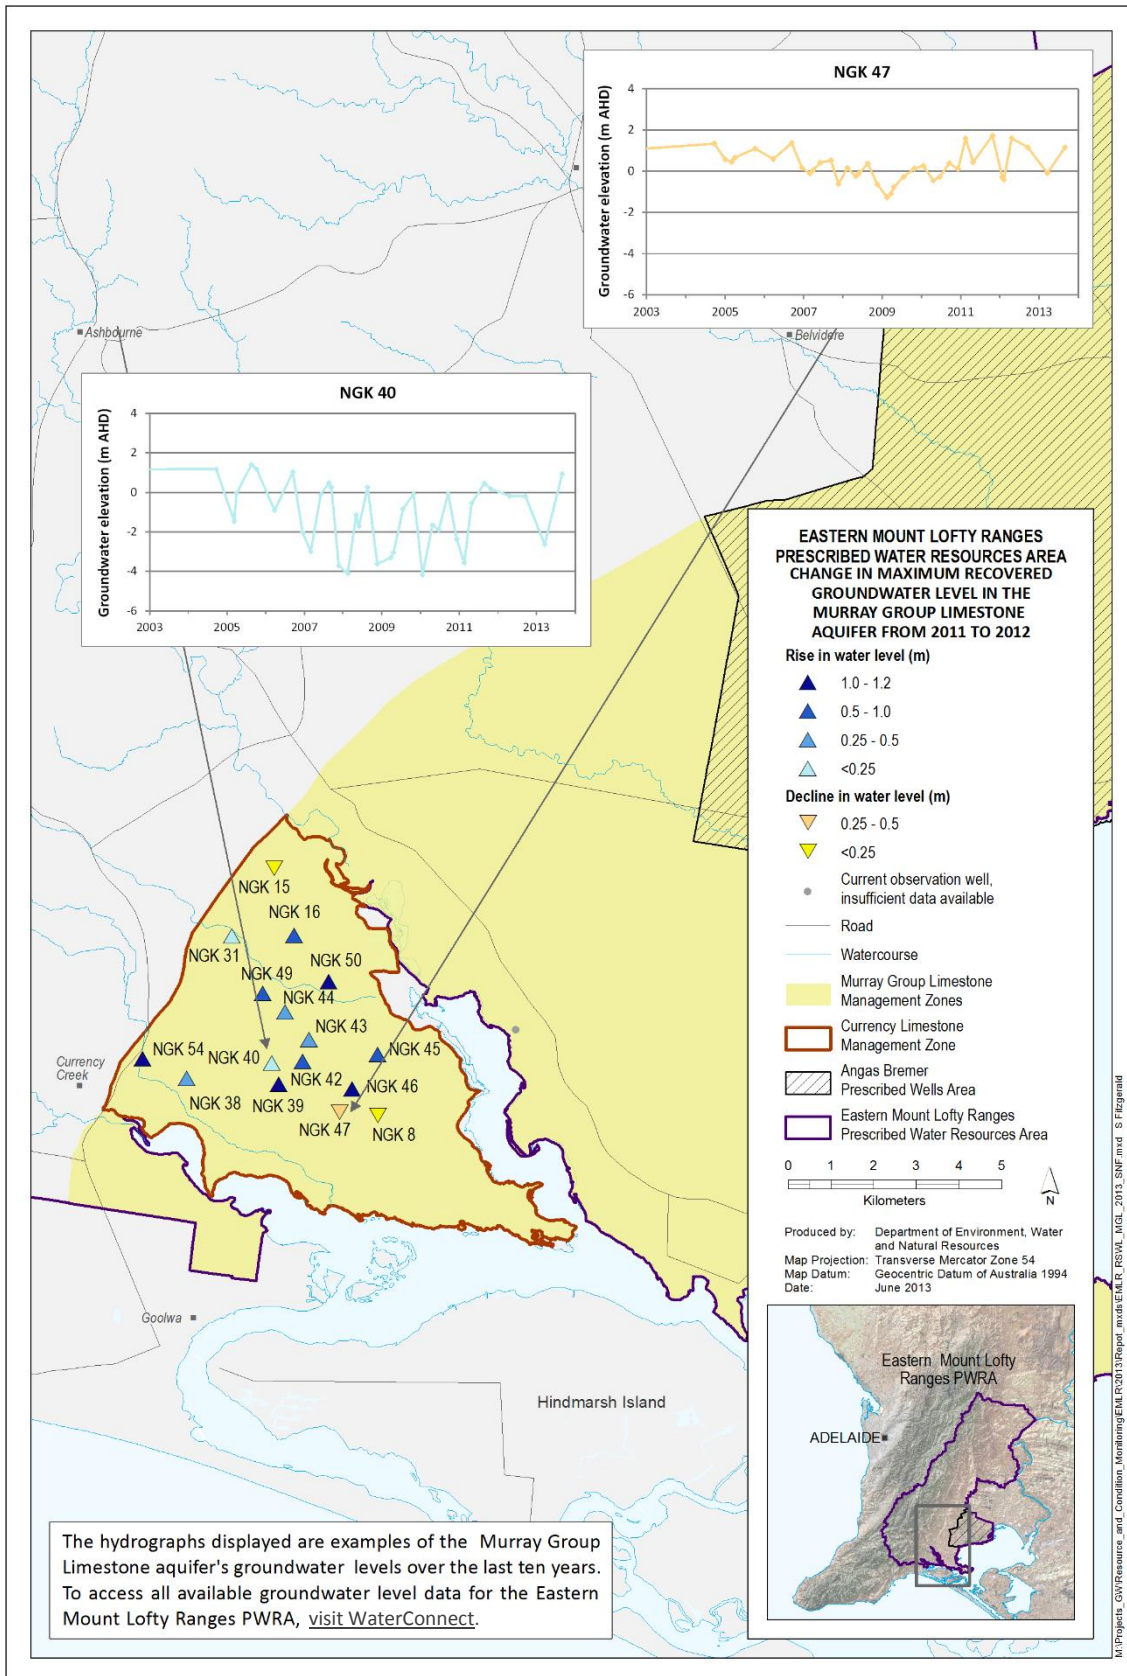 NGK 47
Groundwater elevation (m AHD)
4
2
0
-2
-4
-6
2003 2005 2007 2009 2011 2013
Ashbourne
Belvidere
NGK 40
Groundwater elevation (m AHD)
4
2
0
-2
-4
-6
2003 2005 2007 2009 2011 2013
EASTERN MOUNT LOFTY RANGES
PRESCRIBED WATER RESOURCES AREA
CHANGE IN MAXIMUM RECOVERED
GROUNDWATER LEVEL IN THE
MURRAY GROUP LIMESTONE
AQUIFER FROM 2011 TO 2012
Rise in water level (m)
1.0 - 1.2
0.5 - 1.0
0.25 - 0.5
<0.25
Decline in water level (m)
0.25 - 0.5
<0.25
Current observation well,
insufficient data available
Road
Watercourse
Murray Group Limestone
Management Zones
Currency Limestone
Management Zone
Angas Bremer
Prescribed Wells Area
Eastern Mount Lofty Ranges
Prescribed Water Resources Area
0 1 2 3 4 5
Kilometers
N
Produced by: Department of Environment, Water
and Natural Resources
Map Projection: Transverse Mercator Zone 54
Map Datum: Geocentric Datum of Australia 1994
Date: June 2013
NGK 15
NGK 16
NGK 31
NGK 50
NGK 49
NGK 44
NGK 43
NGK 54
NGK 40
NGK 45
NGK 42
NGK 46
NGK 38
NGK 39
NGK 47
NGK 8
Currency
Creek
Goolwa
Hindmarsh Island
Eastern Mount Lofty
Ranges PWRA
ADELAIDE
The hydrographs displayed are examples of the Murray Group
Limestone aquifer's groundwater levels over the last ten years.
To access all available groundwater level data for the Eastern
Mount Lofty Ranges PWRA, visit WaterConnect.
M:\Projects_GW\Resource_and_Condition_Monitoring\EMLR\2013\Repot_mxds\EMLR_RSWL_MGL_2013_SNF.mxd S Fitzgerald